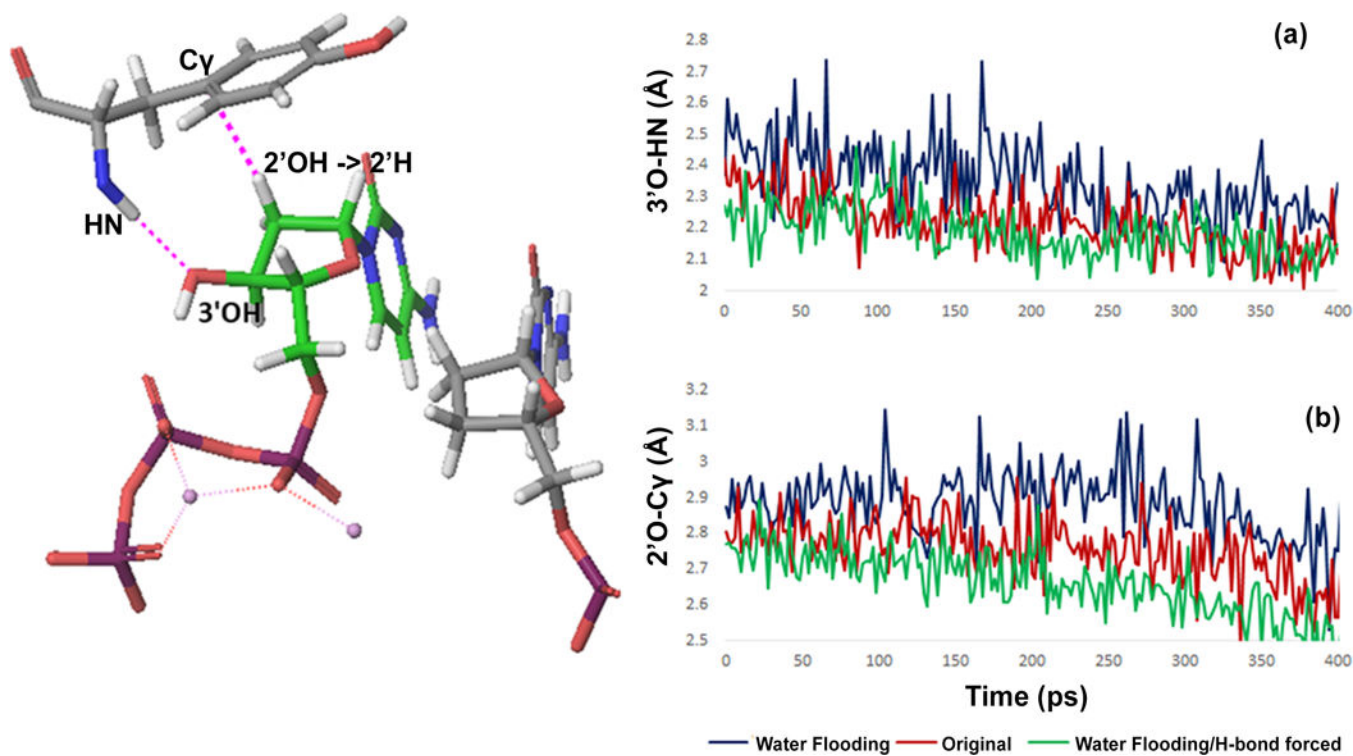 Cγ
2'OH -> 2'H
HN
3'OH
(a)
3'O-HN (Å)
2.8
2.7
2.6
2.5
2.4
2.3
2.2
2.1
2
0 50 100 150 200 250 300 350 400
(b)
2'O-Cγ (Å)
3.2
3.1
3
2.9
2.8
2.7
2.6
2.5
0 50 100 150 200 250 300 350 400
Time (ps)
Water Flooding Original Water Flooding/H-bond forced